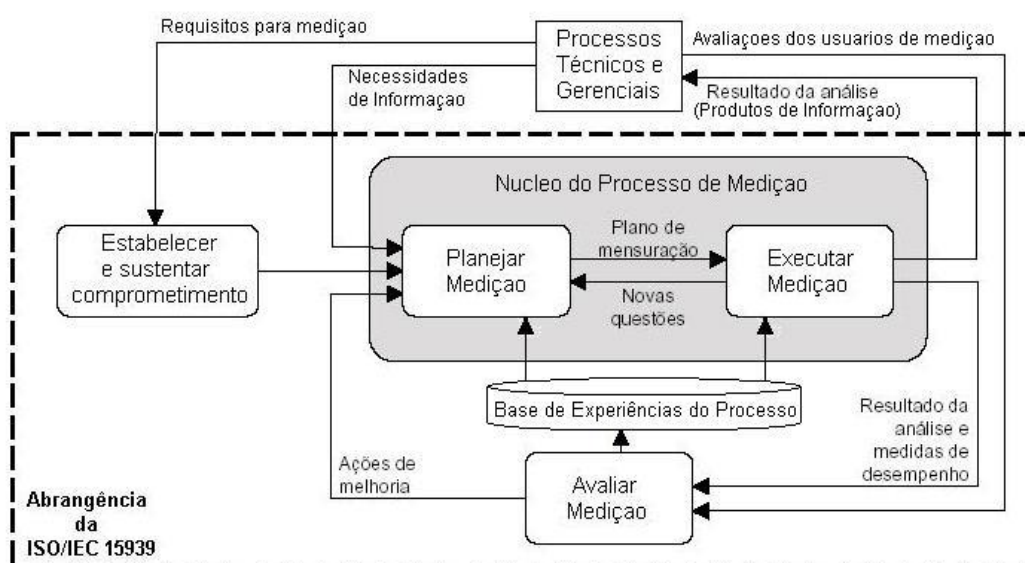 Requisitos para mediçao
Processos
Técnicos e
Gerenciais
Avaliaçoes dos usuarios de mediçao
Necessidades
de Informaçao
Resultado da análise
(Produtos de Informaçao)
Nucleo do Processo de Mediçao
Estabelecer
e sustentar
comprometimento
Planejar
Mediçao
Plano de
mensuração
Executar
Mediçao
Novas
questões
Base de Experiências do Processo
Resultado da
análise e
medidas de
desempenho
Ações de
melhoria
Avaliar
Mediçao
Abrangência
da
ISO/IEC 15939